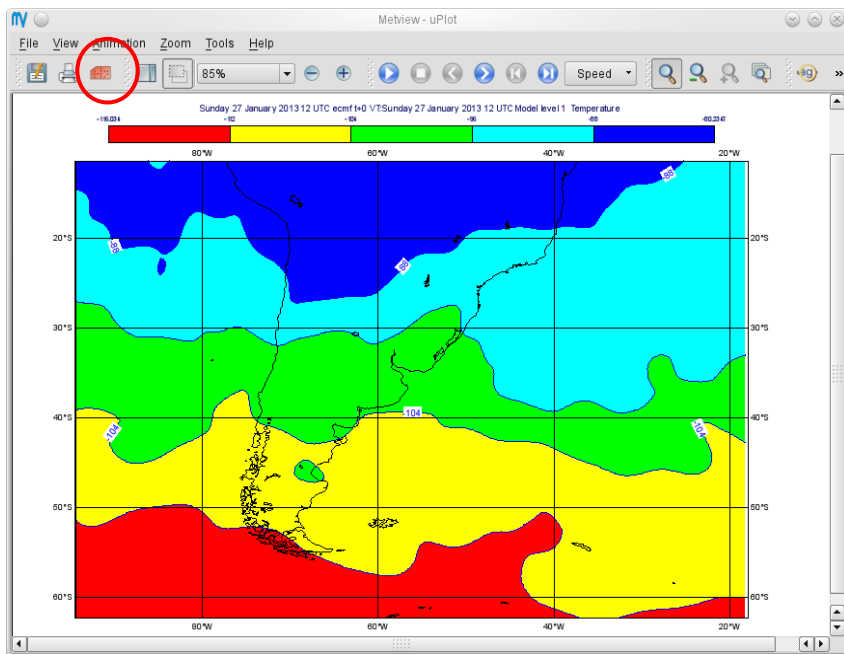 Metview - uPlot
File View Animation Zoom Tools Help
85% Speed »
Sunday 27 January 2013 12 UTC ecmf t+0 VT:Sunday 27 January 2013 12 UTC Model level 1 Temperature
-116.034 -112 -104 -96 -88 -80.2347
80°W 60°W 40°W 20°W
-88
20°S 20°S
-88
-88
30°S 30°S
-104
40°S 40°S
-104
-104
50°S 50°S
60°S 60°S
80°W 60°W 40°W 20°W